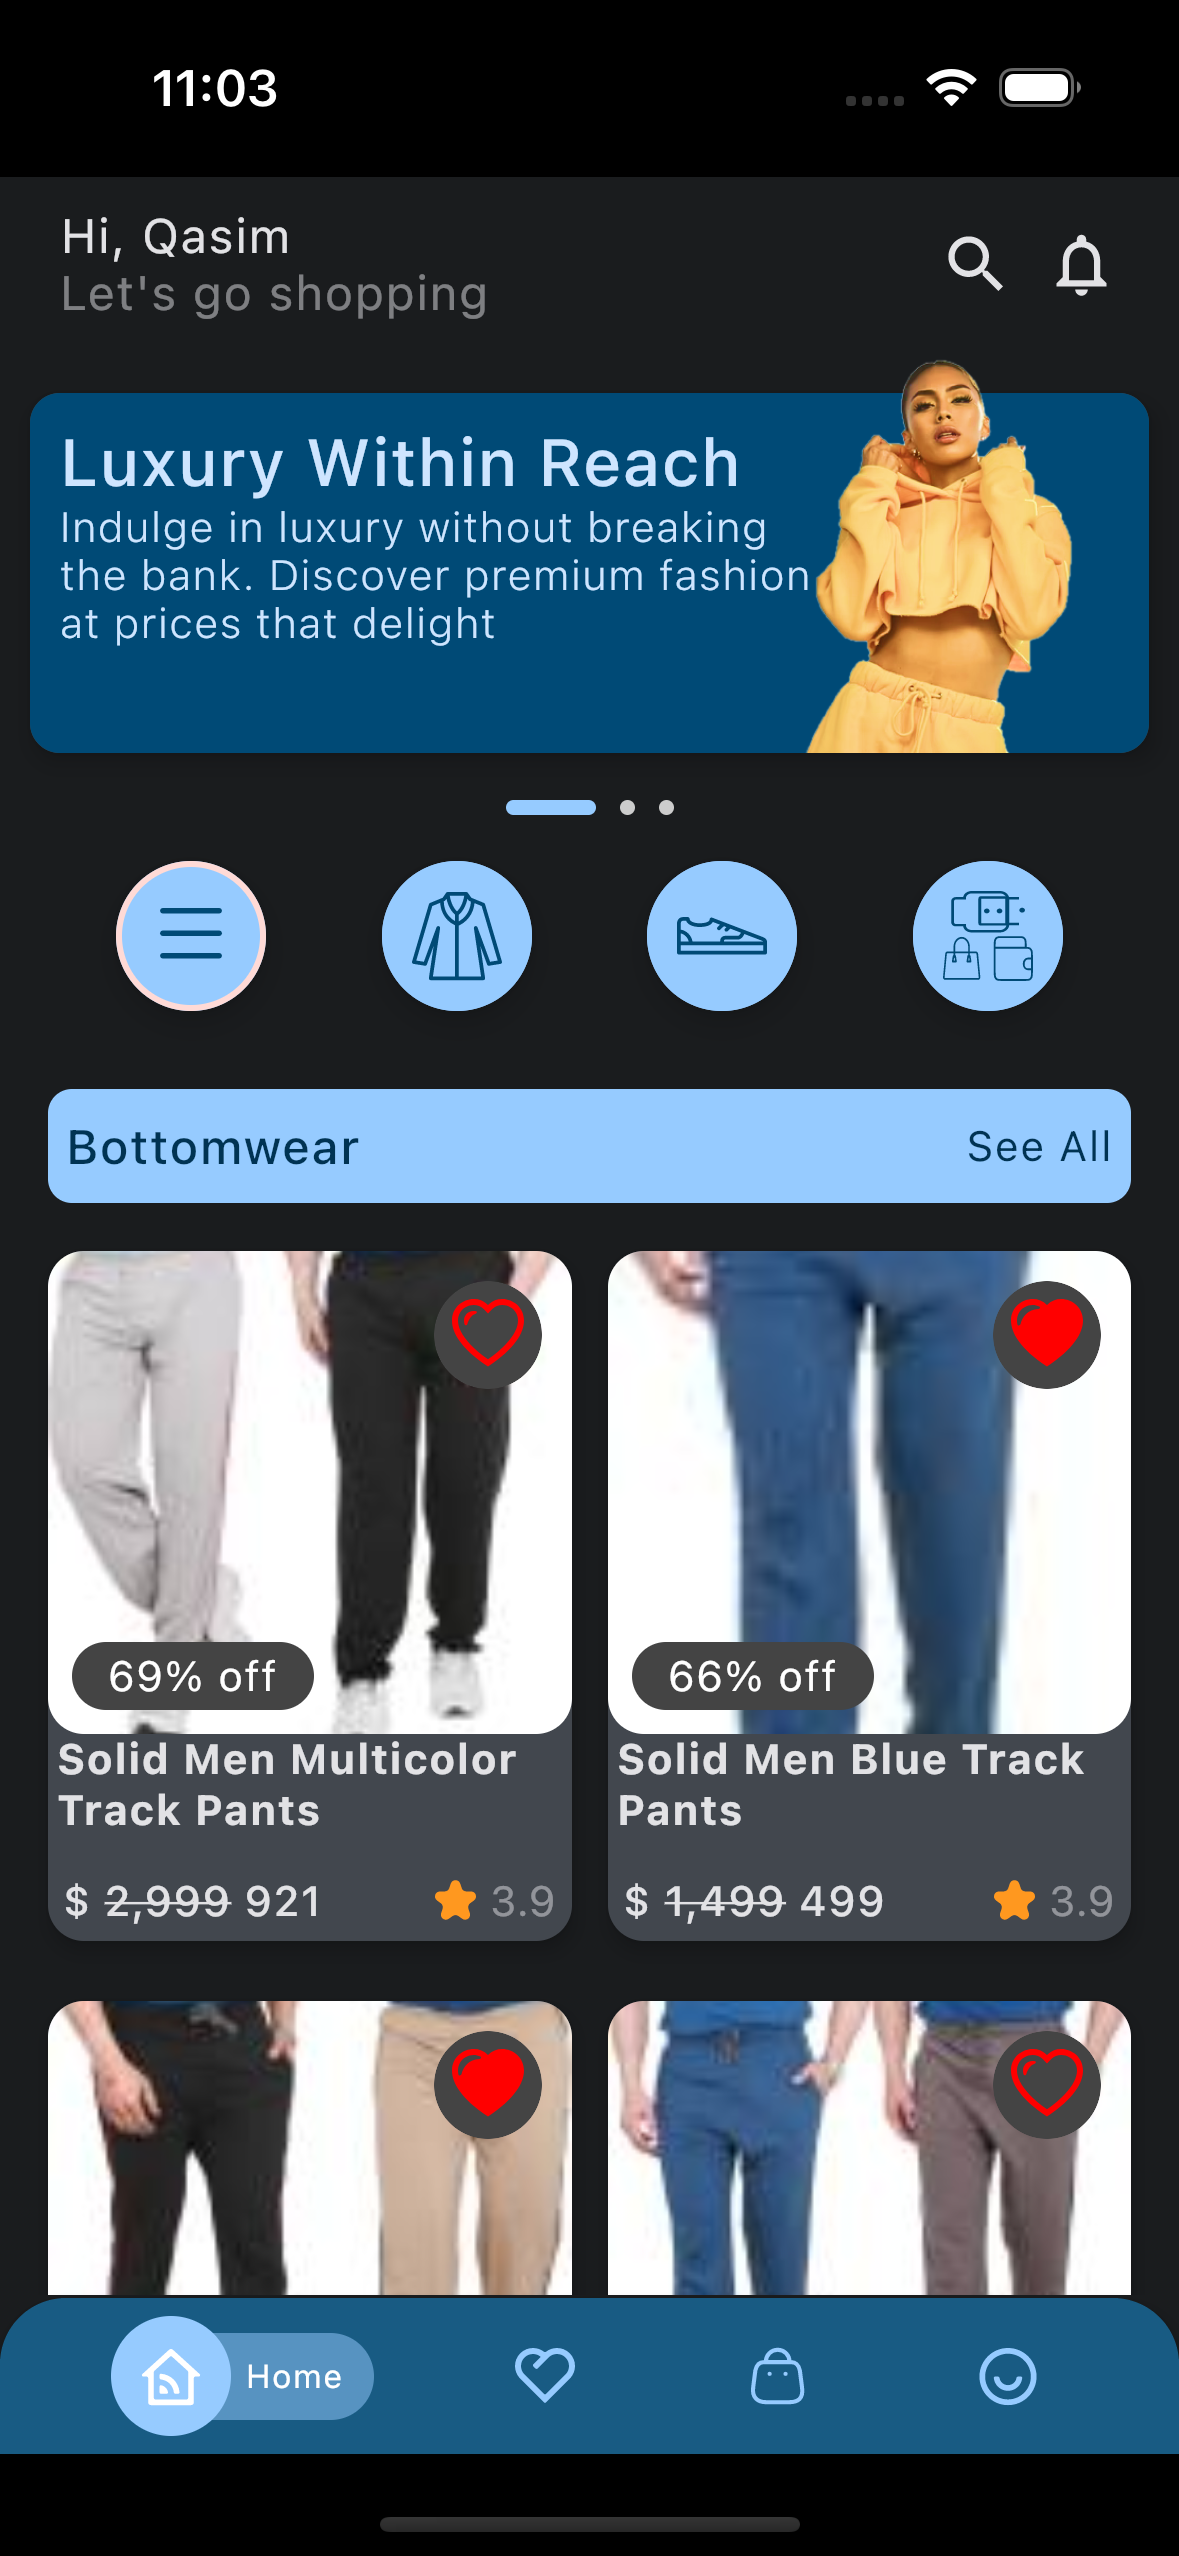 11:03
Hi, Qasim
Let's go shopping
Luxury Within Reach
Indulge in luxury without breaking
the bank. Discover premium fashion
at prices that delight
Bottomwear
See All
69% off
66% off
Solid Men Multicolor
Track Pants
$ 2,999 921
3.9
Solid Men Blue Track
Pants
$ 1,499 499
3.9
Home